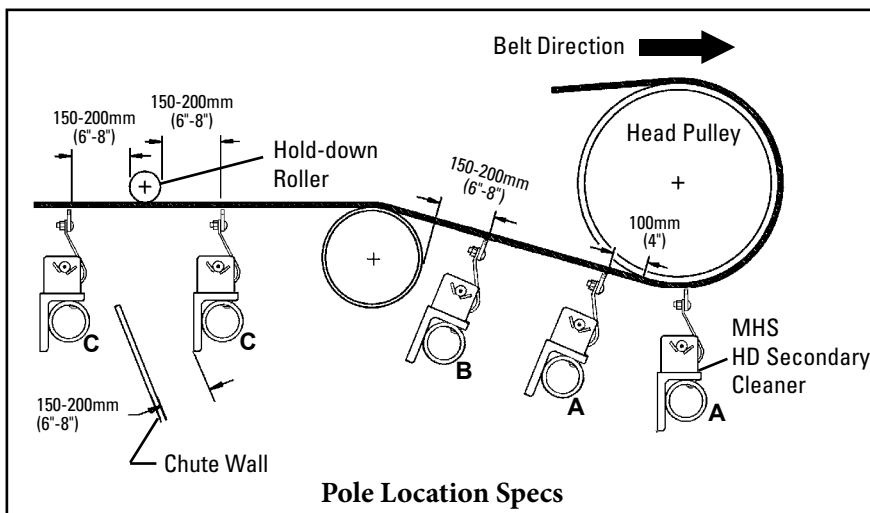 Belt Direction
150-200mm
(6"-8")
150-200mm
(6"-8")
Hold-down
Roller
Head Pulley
150-200mm
(6"-8")
100mm
(4")
MHS
HD Secondary
Cleaner
C
C
B
A
A
150-200mm
(6"-8")
Chute Wall
Pole Location Specs